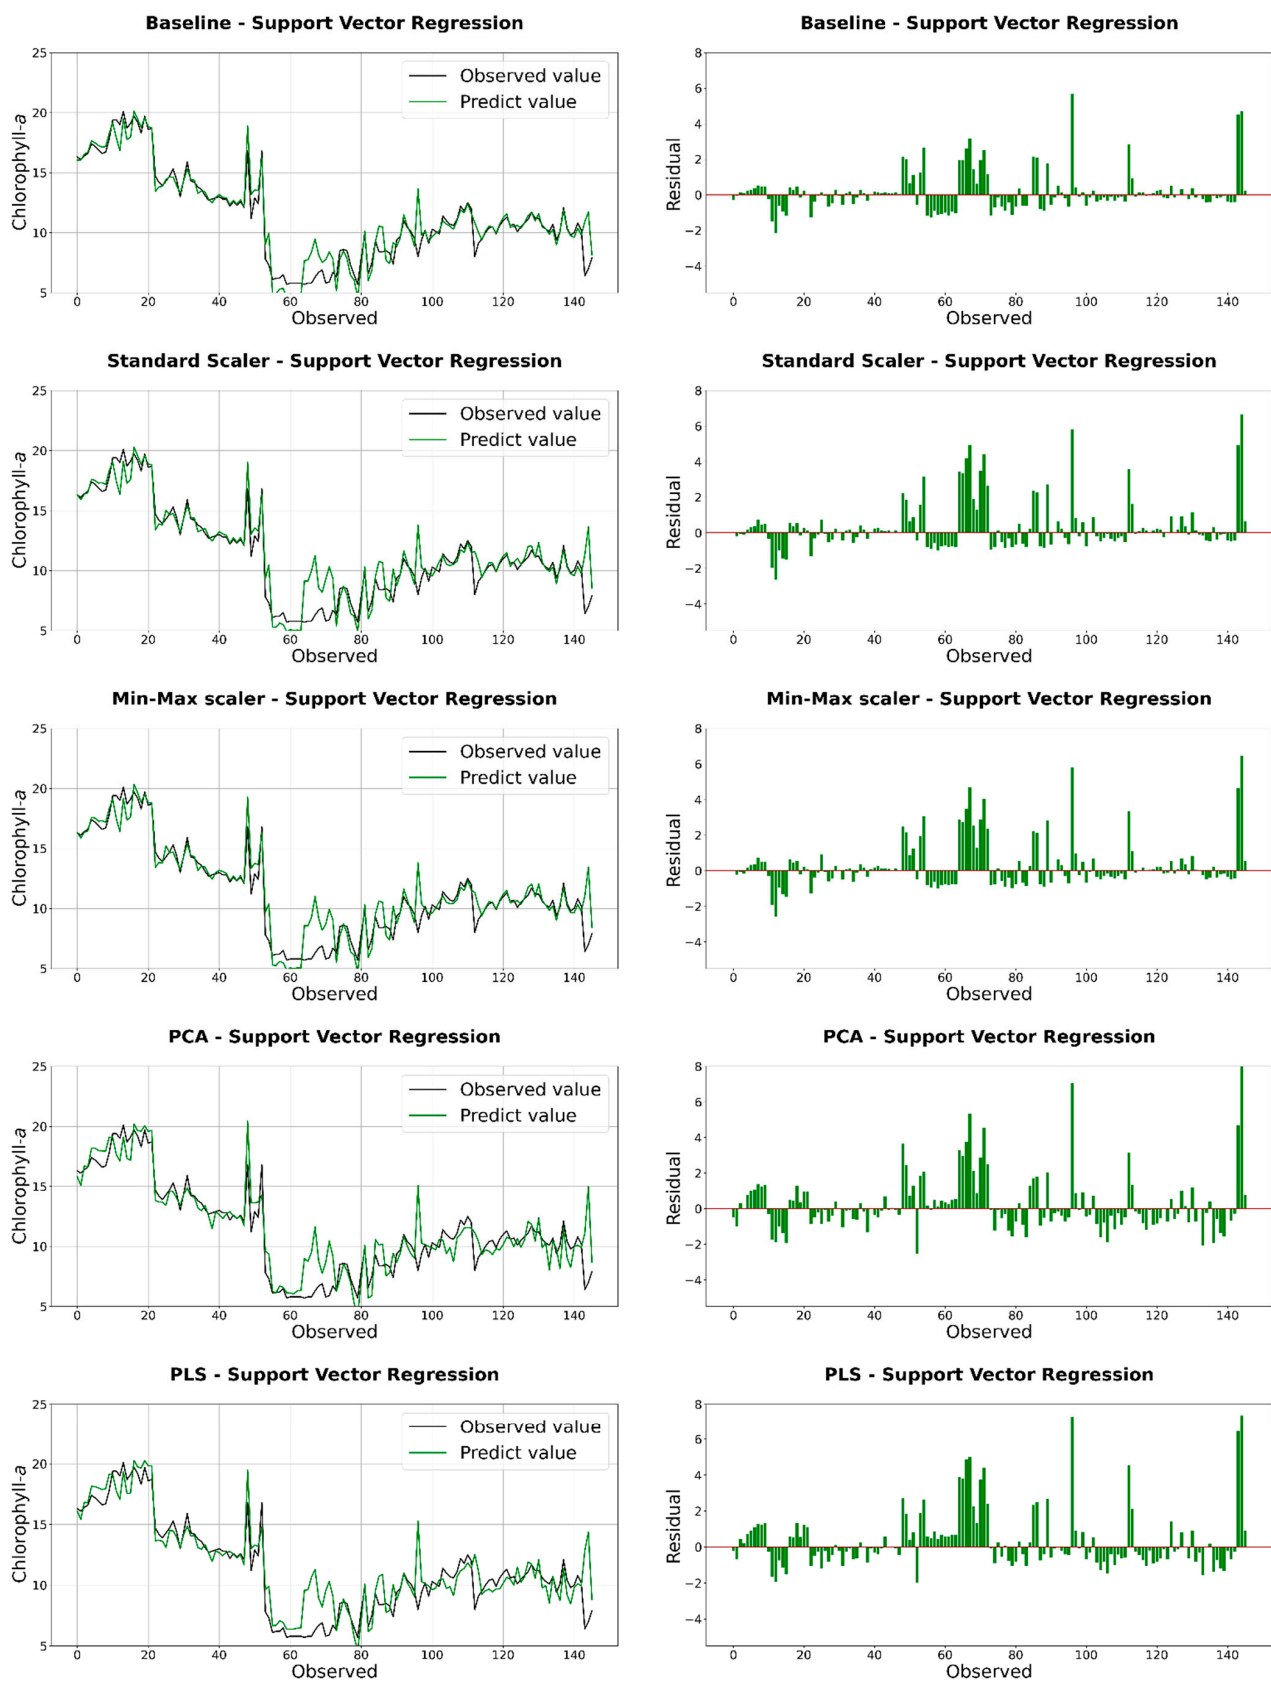 Baseline - Support Vector Regression
25
20
15
10
5
Chlorophyll-a
Observed value
Predict value
0 20 40 60 80 100 120 140
Observed
Baseline - Support Vector Regression
8
6
4
2
0
−2
−4
Residual
0 20 40 60 80 100 120 140
Observed
Standard Scaler - Support Vector Regression
25
20
15
10
5
Chlorophyll-a
Observed value
Predict value
0 20 40 60 80 100 120 140
Observed
Standard Scaler - Support Vector Regression
8
6
4
2
0
−2
−4
Residual
0 20 40 60 80 100 120 140
Observed
Min-Max scaler - Support Vector Regression
25
20
15
10
5
Chlorophyll-a
Observed value
Predict value
0 20 40 60 80 100 120 140
Observed
Min-Max scaler - Support Vector Regression
8
6
4
2
0
−2
−4
Residual
0 20 40 60 80 100 120 140
Observed
PCA - Support Vector Regression
25
20
15
10
5
Chlorophyll-a
Observed value
Predict value
0 20 40 60 80 100 120 140
Observed
PCA - Support Vector Regression
8
6
4
2
0
−2
−4
Residual
0 20 40 60 80 100 120 140
Observed
PLS - Support Vector Regression
25
20
15
10
5
Chlorophyll-a
Observed value
Predict value
0 20 40 60 80 100 120 140
Observed
PLS - Support Vector Regression
8
6
4
2
0
−2
−4
Residual
0 20 40 60 80 100 120 140
Observed